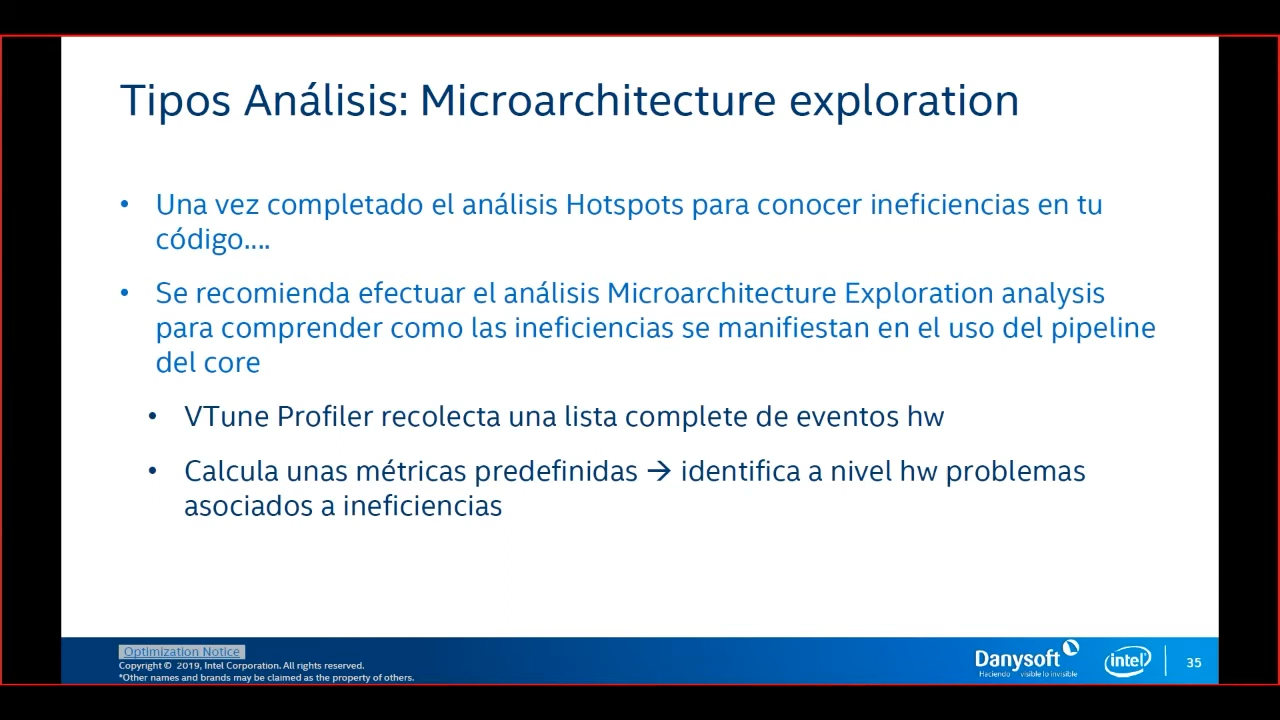 Tipos Análisis: Microarchitecture exploration
• Una vez completado el análisis Hotspots para conocer ineficiencias en tu
código....
• Se recomienda efectuar el análisis Microarchitecture Exploration analysis
para comprender como las ineficiencias se manifiestan en el uso del pipeline
del core
• VTune Profiler recolecta una lista complete de eventos hw
• Calcula unas métricas predefinidas → identifica a nivel hw problemas
asociados a ineficiencias
Optimization Notice
Copyright © 2019, Intel Corporation. All rights reserved.
*Other names and brands may be claimed as the property of others.
Danysoft
Haciendo visible lo invisible
intel
35